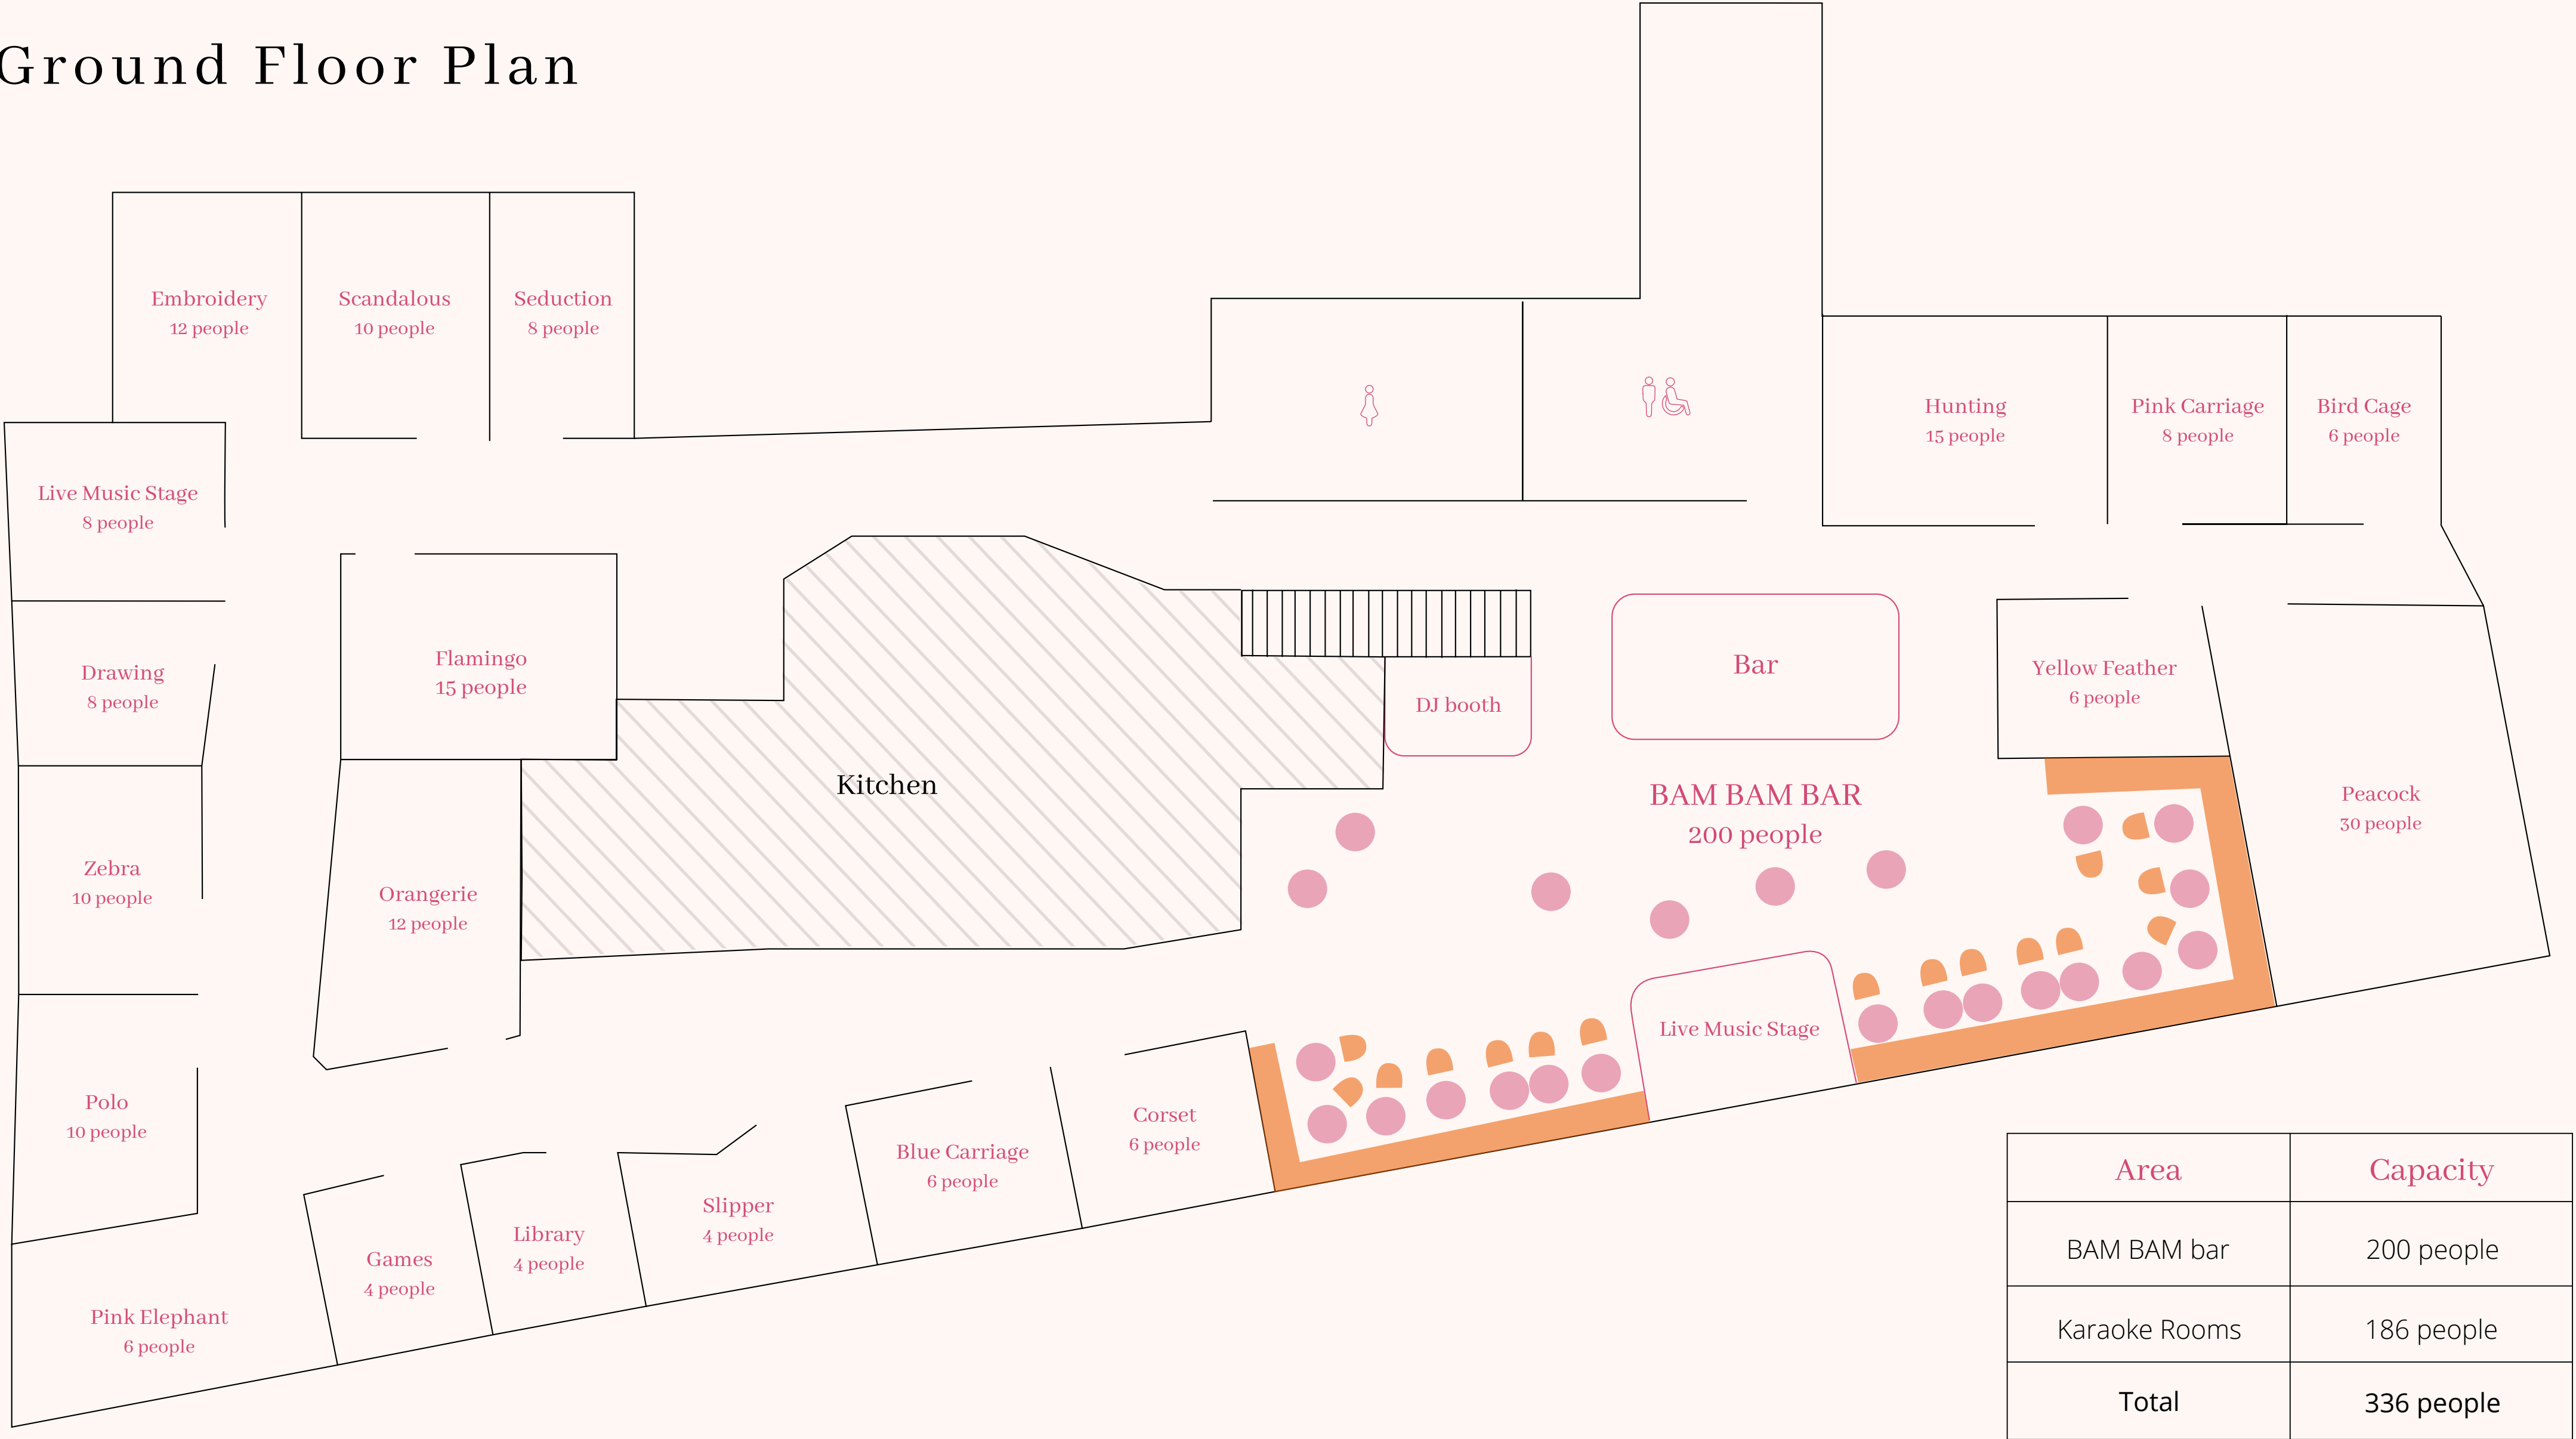 Ground Floor Plan
Embroidery
12 people
Scandalous
10 people
Seduction
8 people
Live Music Stage
8 people
Drawing
8 people
Zebra
10 people
Polo
10 people
Pink Elephant
6 people
Flamingo
15 people
Orangerie
12 people
Kitchen
Games
4 people
Library
4 people
Slipper
4 people
Blue Carriage
6 people
Corset
6 people
DJ booth
Bar
BAM BAM BAR
200 people
Live Music Stage
Hunting
15 people
Pink Carriage
8 people
Bird Cage
6 people
Yellow Feather
6 people
Peacock
30 people
Area Capacity
BAM BAM bar 200 people
Karaoke Rooms 186 people
Total 336 people